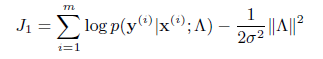 J_1 = \sum_{i=1}^{m} \log p(\mathbf{y}^{(i)}|\mathbf{x}^{(i)}; \Lambda) - \frac{1}{2\sigma^2} \|\Lambda\|^2